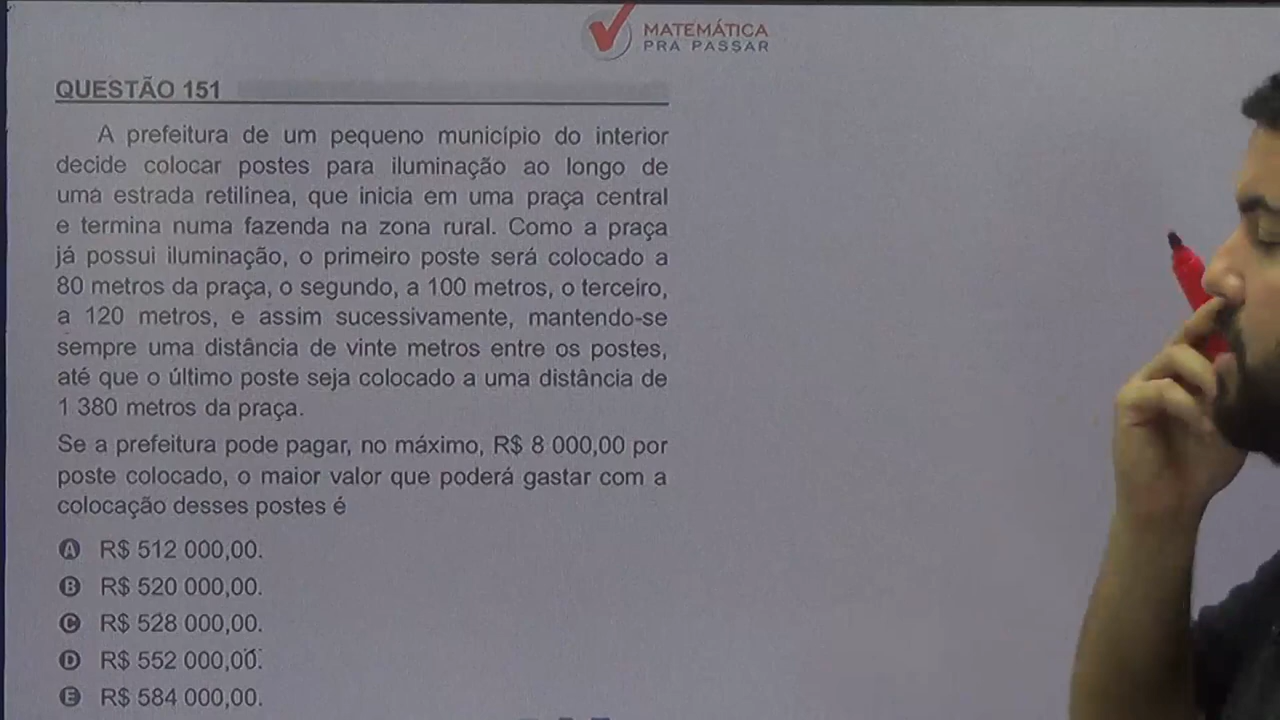 MATEMÁTICA
PRA PASSAR
QUESTÃO 151
A prefeitura de um pequeno município do interior
decide colocar postes para iluminação ao longo de
uma estrada retilínea, que inicia em uma praça central
e termina numa fazenda na zona rural. Como a praça
já possui iluminação, o primeiro poste será colocado a
80 metros da praça, o segundo, a 100 metros, o terceiro,
a 120 metros, e assim sucessivamente, mantendo-se
sempre uma distância de vinte metros entre os postes,
até que o último poste seja colocado a uma distância de
1 380 metros da praça.
Se a prefeitura pode pagar, no máximo, R$ 8 000,00 por
poste colocado, o maior valor que poderá gastar com a
colocação desses postes é
A R$ 512 000,00.
B R$ 520 000,00.
C R$ 528 000,00.
D R$ 552 000,00.
E R$ 584 000,00.